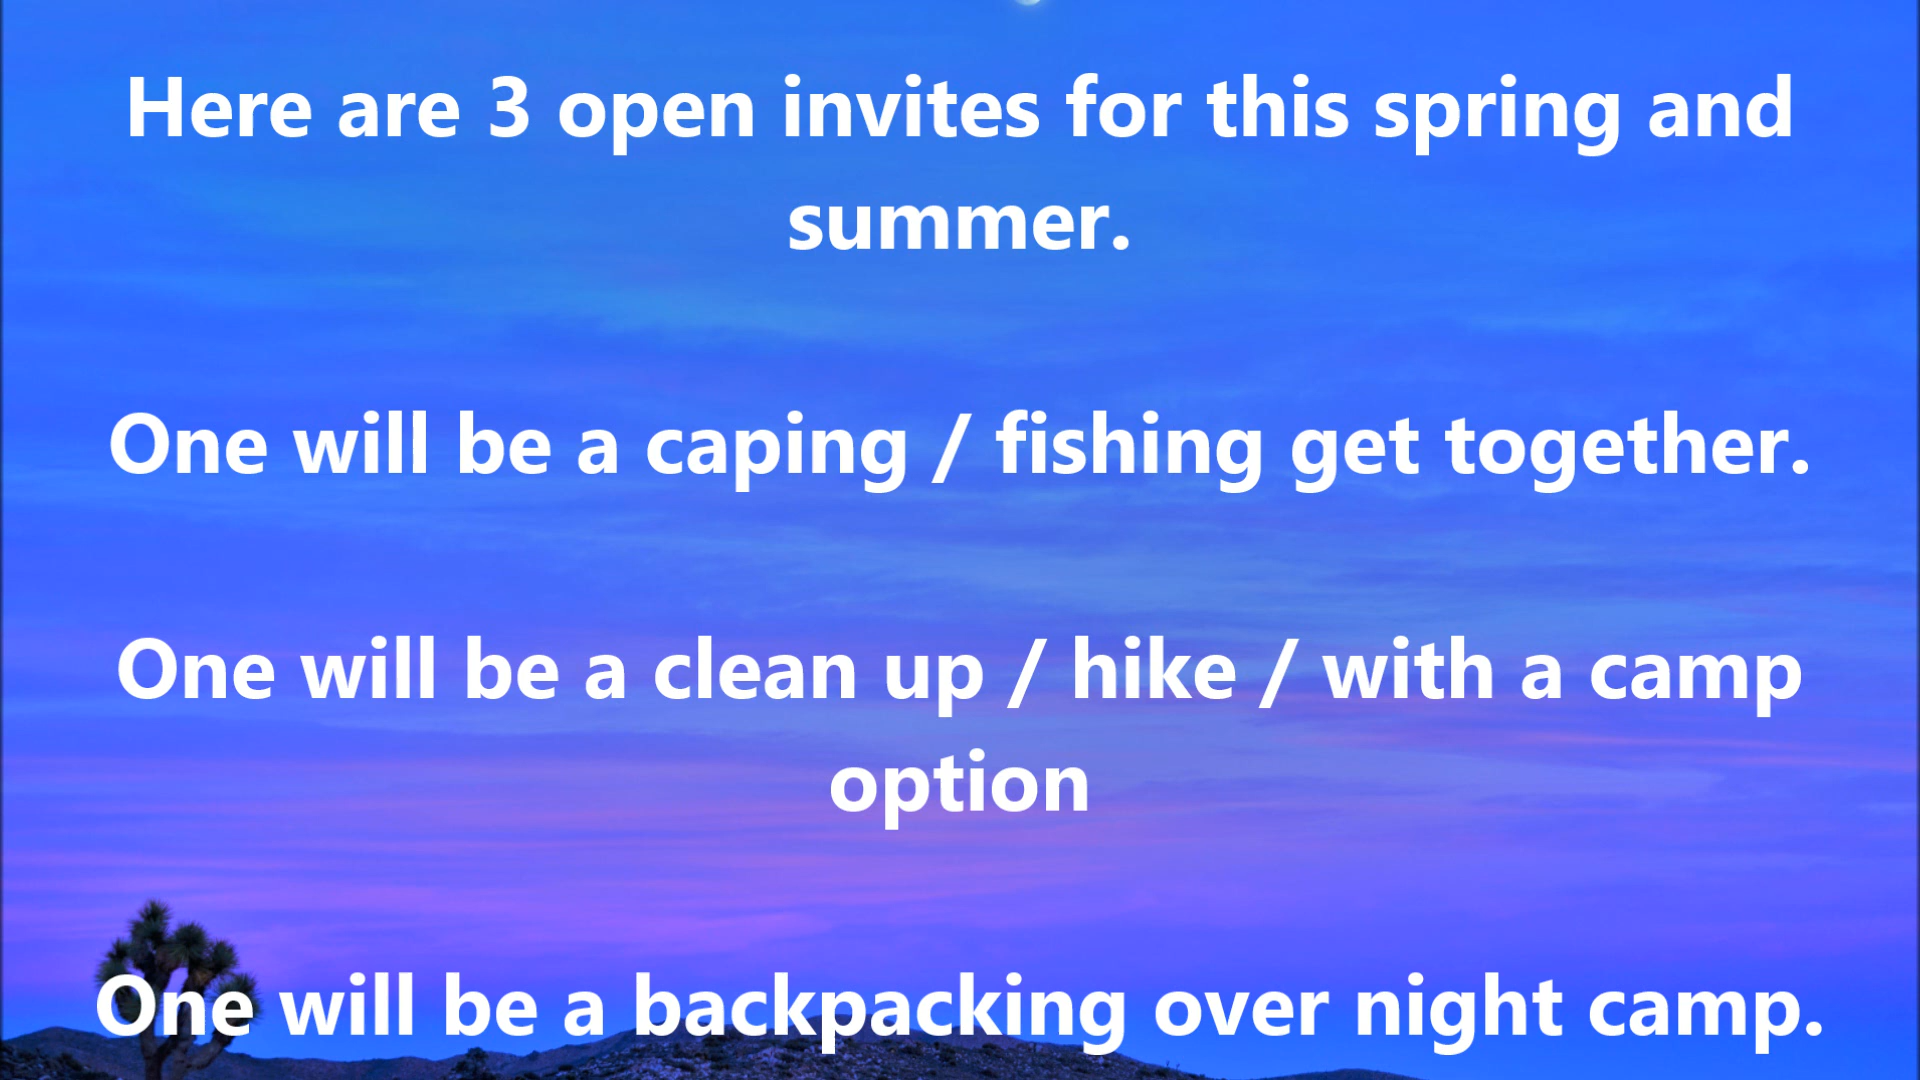 Here are 3 open invites for this spring and
summer.
One will be a caping / fishing get together.
One will be a clean up / hike / with a camp
option
One will be a backpacking over night camp.